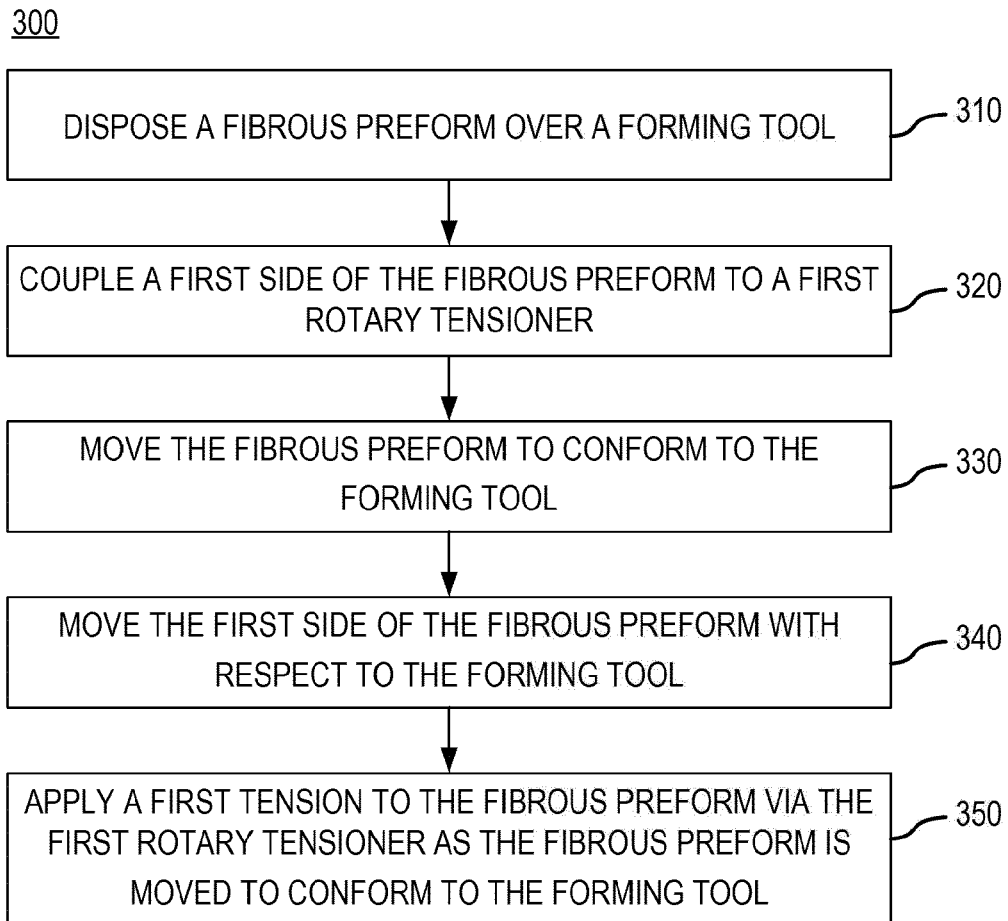 300
DISPOSE A FIBROUS PREFORM OVER A FORMING TOOL
310
COUPLE A FIRST SIDE OF THE FIBROUS PREFORM TO A FIRST
ROTARY TENSIONER
320
MOVE THE FIBROUS PREFORM TO CONFORM TO THE
FORMING TOOL
330
MOVE THE FIRST SIDE OF THE FIBROUS PREFORM WITH
RESPECT TO THE FORMING TOOL
340
APPLY A FIRST TENSION TO THE FIBROUS PREFORM VIA THE
FIRST ROTARY TENSIONER AS THE FIBROUS PREFORM IS
MOVED TO CONFORM TO THE FORMING TOOL
350